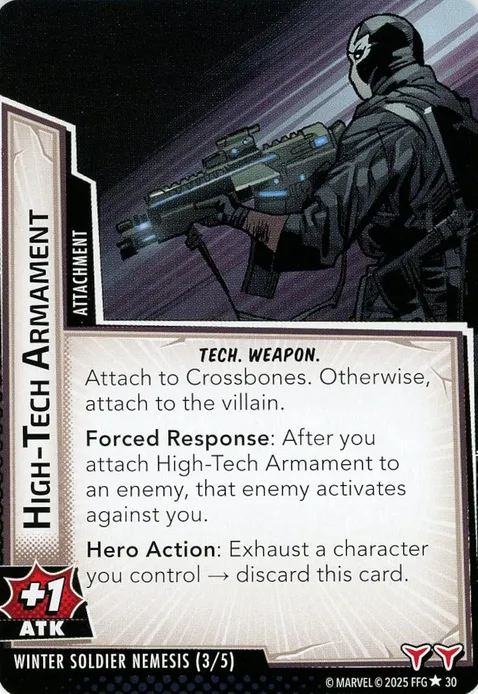 HIGH-TECH ARMAMENT
ATTACHMENT
TECH. WEAPON.
Attach to Crossbones. Otherwise,
attach to the villain.
Forced Response: After you
attach High-Tech Armament to
an enemy, that enemy activates
against you.
Hero Action: Exhaust a character
you control → discard this card.
+1
ATK
WINTER SOLDIER NEMESIS (3/5)
© MARVEL © 2025 FFG ★ 30